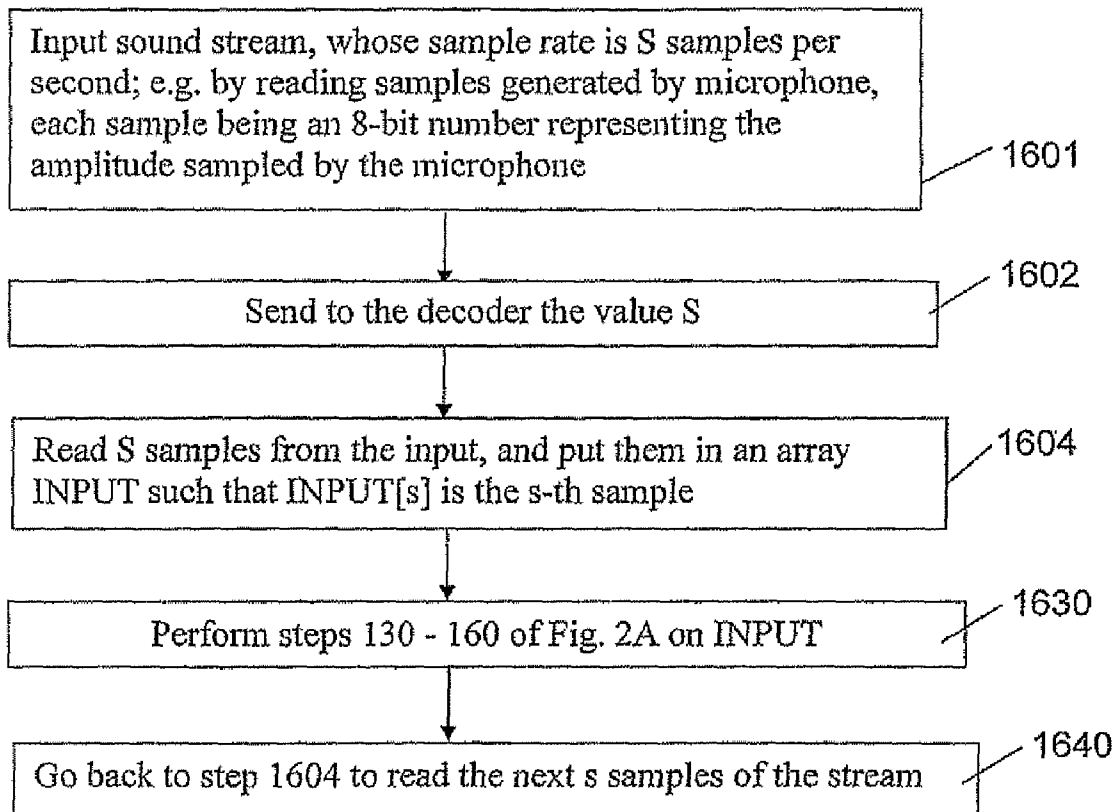 Input sound stream, whose sample rate is S samples per
second; e.g. by reading samples generated by microphone,
each sample being an 8-bit number representing the
amplitude sampled by the microphone
1601
1602
Send to the decoder the value S
Read S samples from the input, and put them in an array
INPUT such that INPUT[s] is the s-th sample
1604
1630
Perform steps 130 - 160 of Fig. 2A on INPUT
1640
Go back to step 1604 to read the next s samples of the stream